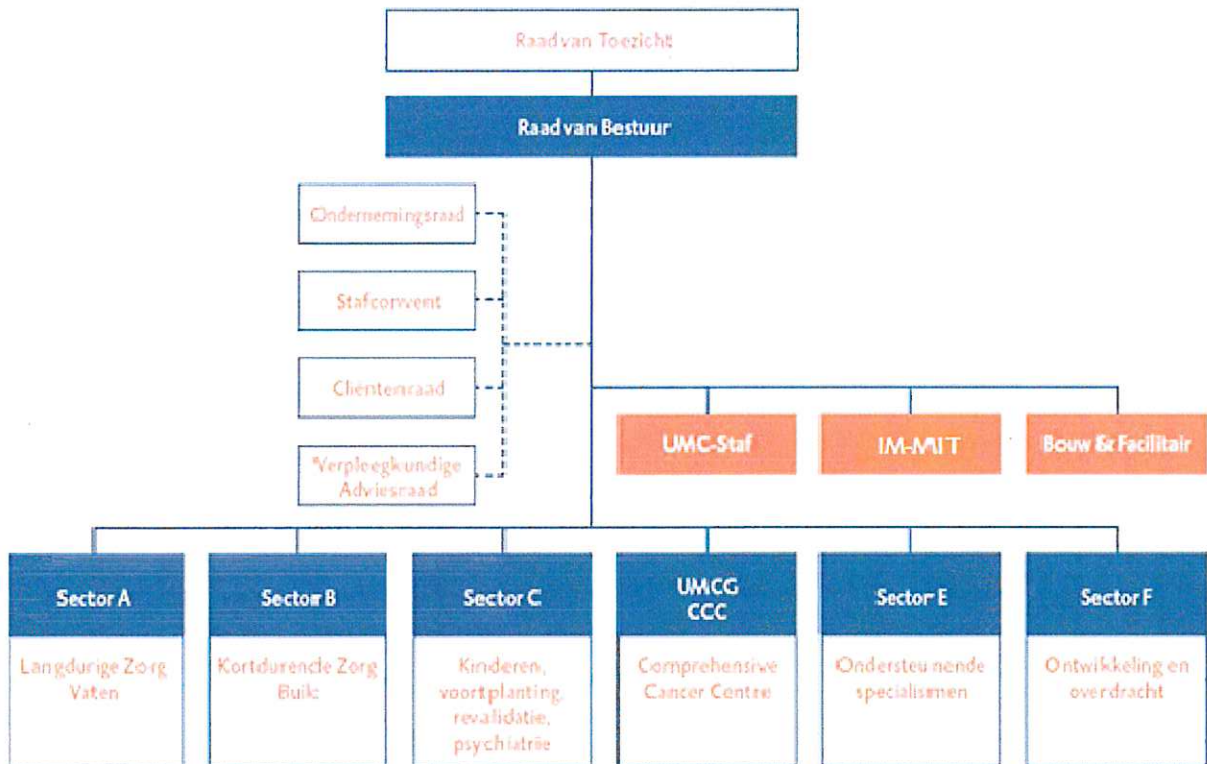 Raad van Toezicht
Raad van Bestuur
Ondernemingsraad
Stafconvent
Cliëntenraad
Verpleegkundige
Adviesraad
UMC-Staf
Bouw & Facilitair
Sector A
Langdurige Zorg
Vaten
Sector B
Kortdurende Zorg
Buik
Sector C
Kinderen,
voortplanting,
revalidatie,
psychiatrie
UMCG
CCC
Comprehensive
Cancer Centre
Sector E
Ondersteunende
specialismen
Sector F
Ontwikkeling en
overdracht